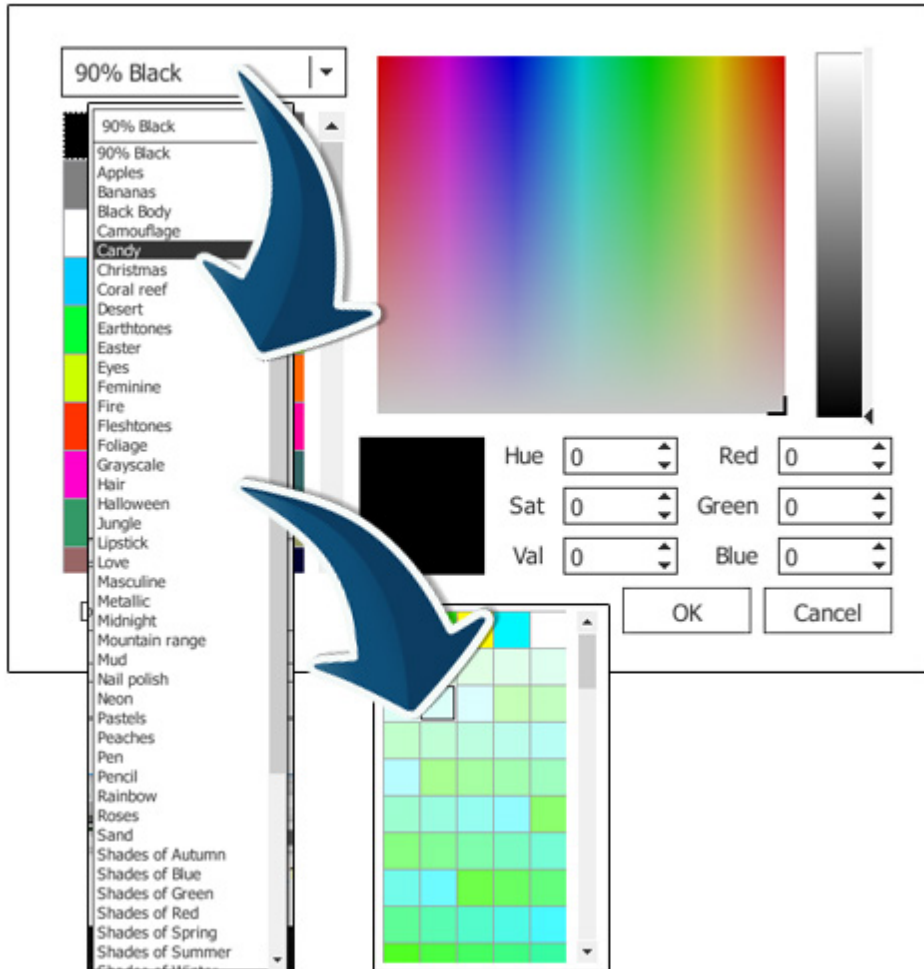 90% Black
90% Black
90% Black
Apples
Bananas
Black Body
Camouflage
Candy
Christmas
Coral reef
Desert
Earthtones
Easter
Eyes
Feminine
Fire
Fleshtones
Foliage
Grayscale
Hair
Halloween
Jungle
Lipstick
Love
Masculine
Metallic
Midnight
Mountain range
Mud
Nail polish
Neon
Pastels
Peaches
Pen
Pencil
Rainbow
Roses
Sand
Shades of Autumn
Shades of Blue
Shades of Green
Shades of Red
Shades of Spring
Shades of Summer
Shades of Winter
Hue 0 Red 0
Sat 0 Green 0
Val 0 Blue 0
OK Cancel